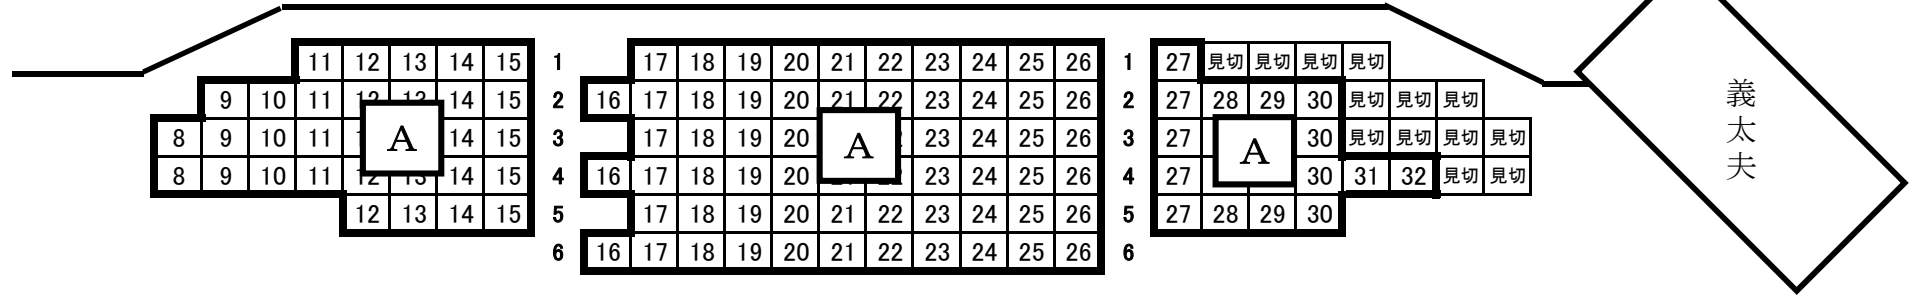 11 12 13 14 15 1 17 18 19 20 21 22 23 24 25 26 1 27 見切 見切 見切 見切
9 10 11 12 14 15 2 16 17 18 19 20 21 22 23 24 25 26 2 27 28 29 30 見切 見切 見切
8 9 10 11 A 14 15 3 17 18 19 20 A 23 24 25 26 3 27 A 30 見切 見切 見切 見切
8 9 10 11 12 13 14 15 4 16 17 18 19 20 23 24 25 26 4 27 30 31 32 見切 見切
12 13 14 15 5 17 18 19 20 21 22 23 24 25 26 5 27 28 29 30
6 16 17 18 19 20 21 22 23 24 25 26 6
義太夫